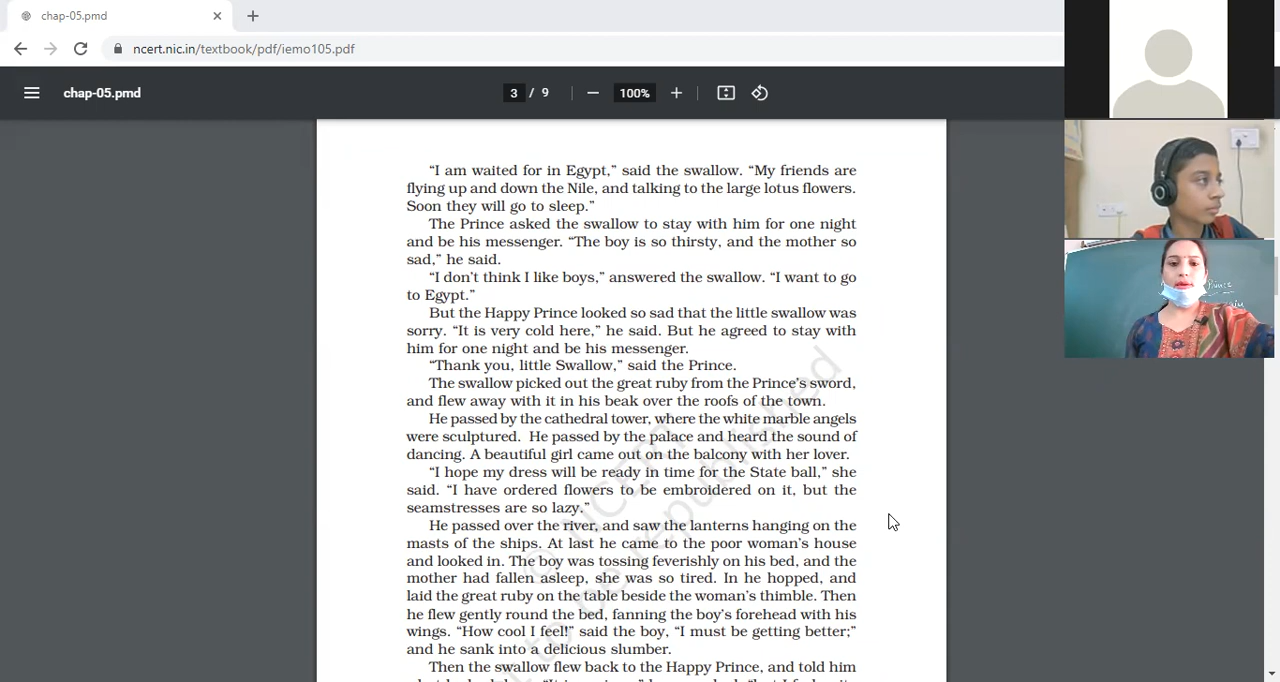 chap-05.pmd
ncert.nic.in/textbook/pdf/iemo105.pdf
chap-05.pmd
3 / 9
100%
“I am waited for in Egypt,” said the swallow. “My friends are
flying up and down the Nile, and talking to the large lotus flowers.
Soon they will go to sleep.”
The Prince asked the swallow to stay with him for one night
and be his messenger. “The boy is so thirsty, and the mother so
sad,” he said.
“I don’t think I like boys,” answered the swallow. “I want to go
to Egypt.”
But the Happy Prince looked so sad that the little swallow was
sorry. “It is very cold here,” he said. But he agreed to stay with
him for one night and be his messenger.
“Thank you, little Swallow,” said the Prince.
The swallow picked out the great ruby from the Prince’s sword,
and flew away with it in his beak over the roofs of the town.
He passed by the cathedral tower, where the white marble angels
were sculptured. He passed by the palace and heard the sound of
dancing. A beautiful girl came out on the balcony with her lover.
“I hope my dress will be ready in time for the State ball,” she
said. “I have ordered flowers to be embroidered on it, but the
seamstresses are so lazy.”
He passed over the river, and saw the lanterns hanging on the
masts of the ships. At last he came to the poor woman’s house
and looked in. The boy was tossing feverishly on his bed, and the
mother had fallen asleep, she was so tired. In he hopped, and
laid the great ruby on the table beside the woman’s thimble. Then
he flew gently round the bed, fanning the boy’s forehead with his
wings. “How cool I feel!” said the boy, “I must be getting better;”
and he sank into a delicious slumber.
Then the swallow flew back to the Happy Prince, and told him
© NCERT
not to be republished
Prince